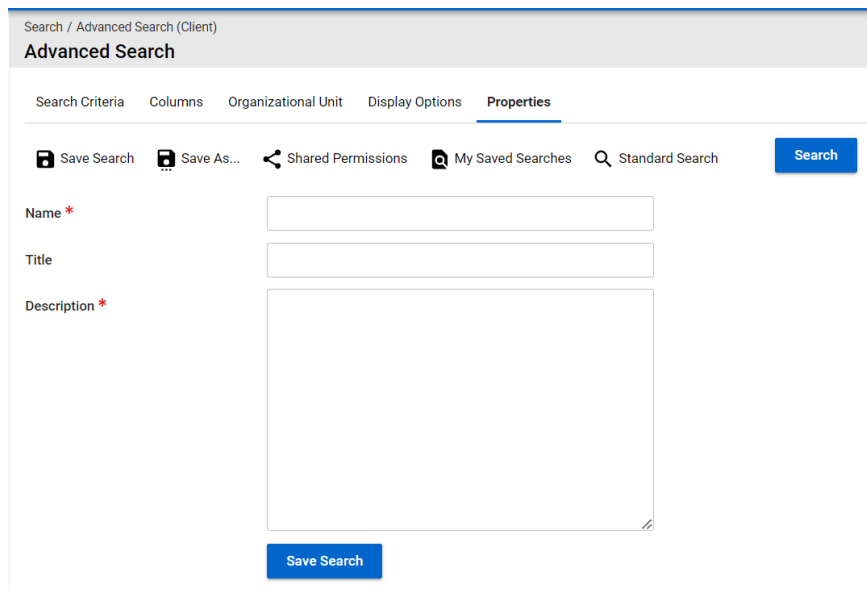 Search / Advanced Search (Client)
Advanced Search
Search Criteria Columns Organizational Unit Display Options Properties
Save Search Save As... Shared Permissions My Saved Searches Standard Search Search
Name *
Title
Description *
Save Search